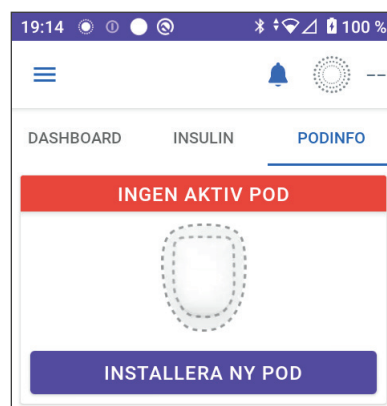 19:14 100 %
--
DASHBOARD INSULIN PODINFO
INGEN AKTIV POD
INSTALLERA NY POD